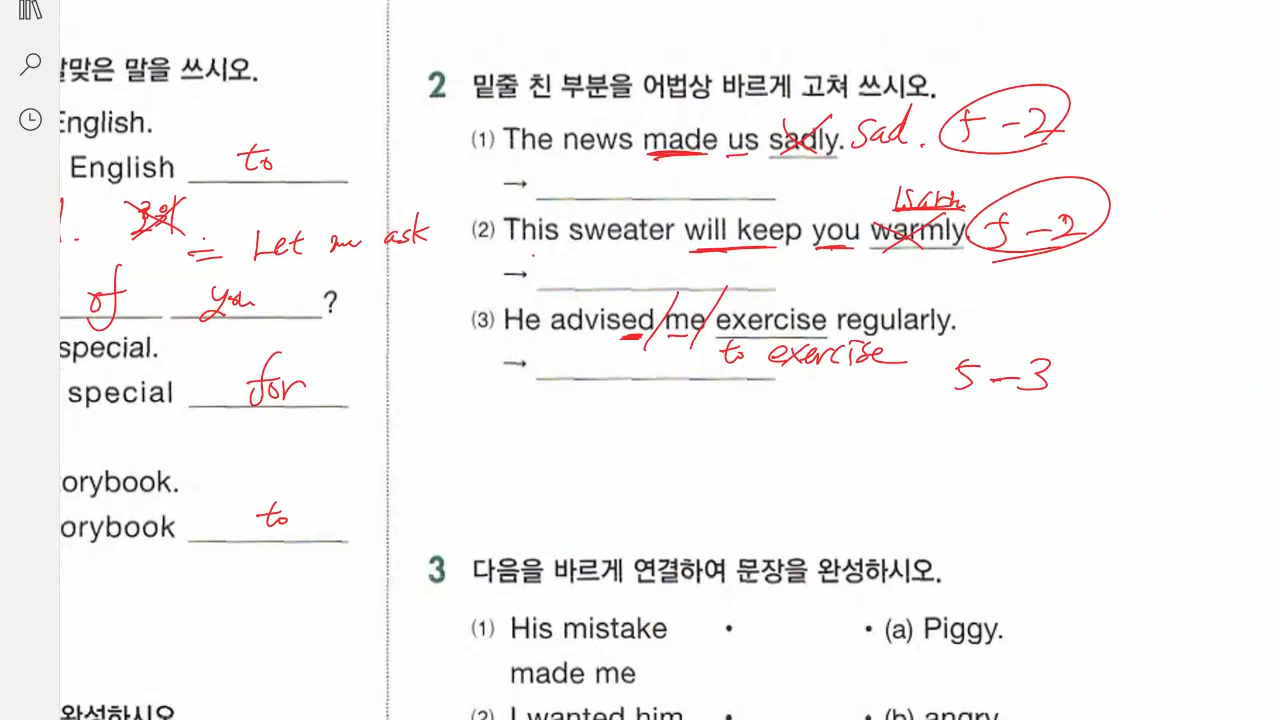 알맞은 말을 쓰시오.
English.
English to
≒ Let me ask
of you ?
special.
special for
orybook.
orybook to
완성하시오
2 밑줄 친 부분을 어법상 바르게 고쳐 쓰시오.
(1) The news made us sadly. sad. 5-2
→
warm
(2) This sweater will keep you warmly 5-2
→
(3) He advised / me / exercise regularly.
to exercise
→
5-3
3 다음을 바르게 연결하여 문장을 완성하시오.
(1) His mistake • • (a) Piggy.
made me
(2) I wanted him • • (b) angry